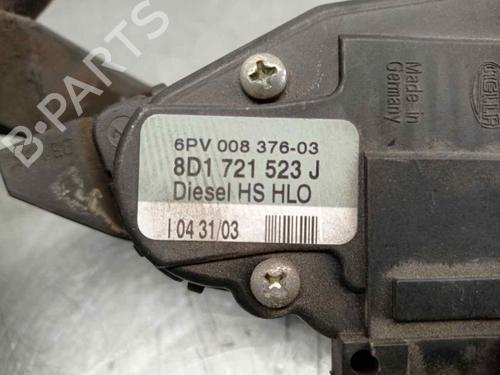 6PV 008 376-03
8D1 721 523 J
Diesel HS HLO
I 04 31/03
Made in
Germany
HELLA
B-PARTS